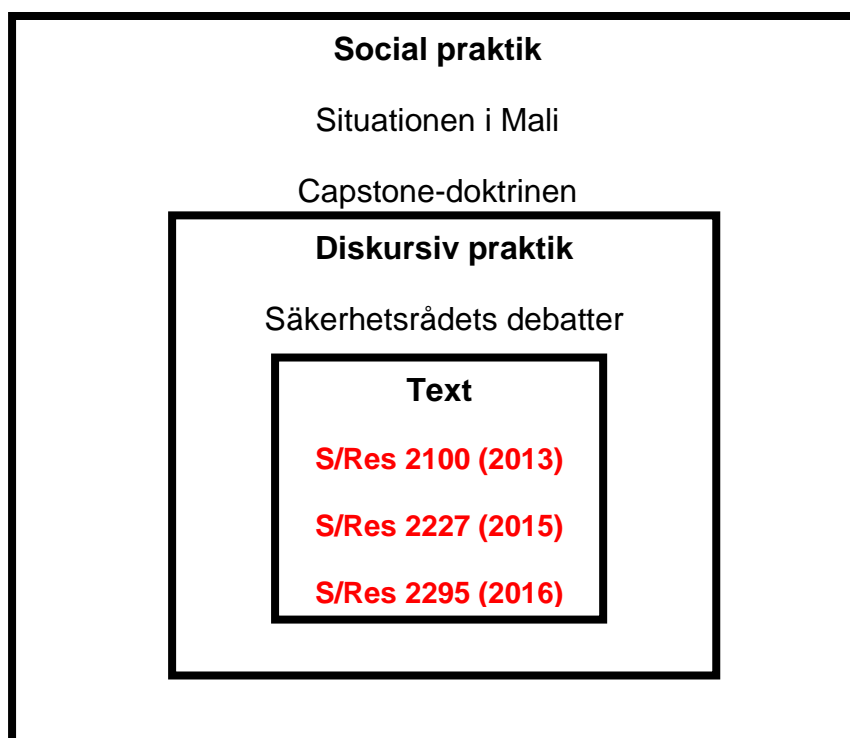 Social praktik
Situationen i Mali
Capstone-doktrinen
Diskursiv praktik
Säkerhetsrådets debatter
Text
S/Res 2100 (2013)
S/Res 2227 (2015)
S/Res 2295 (2016)